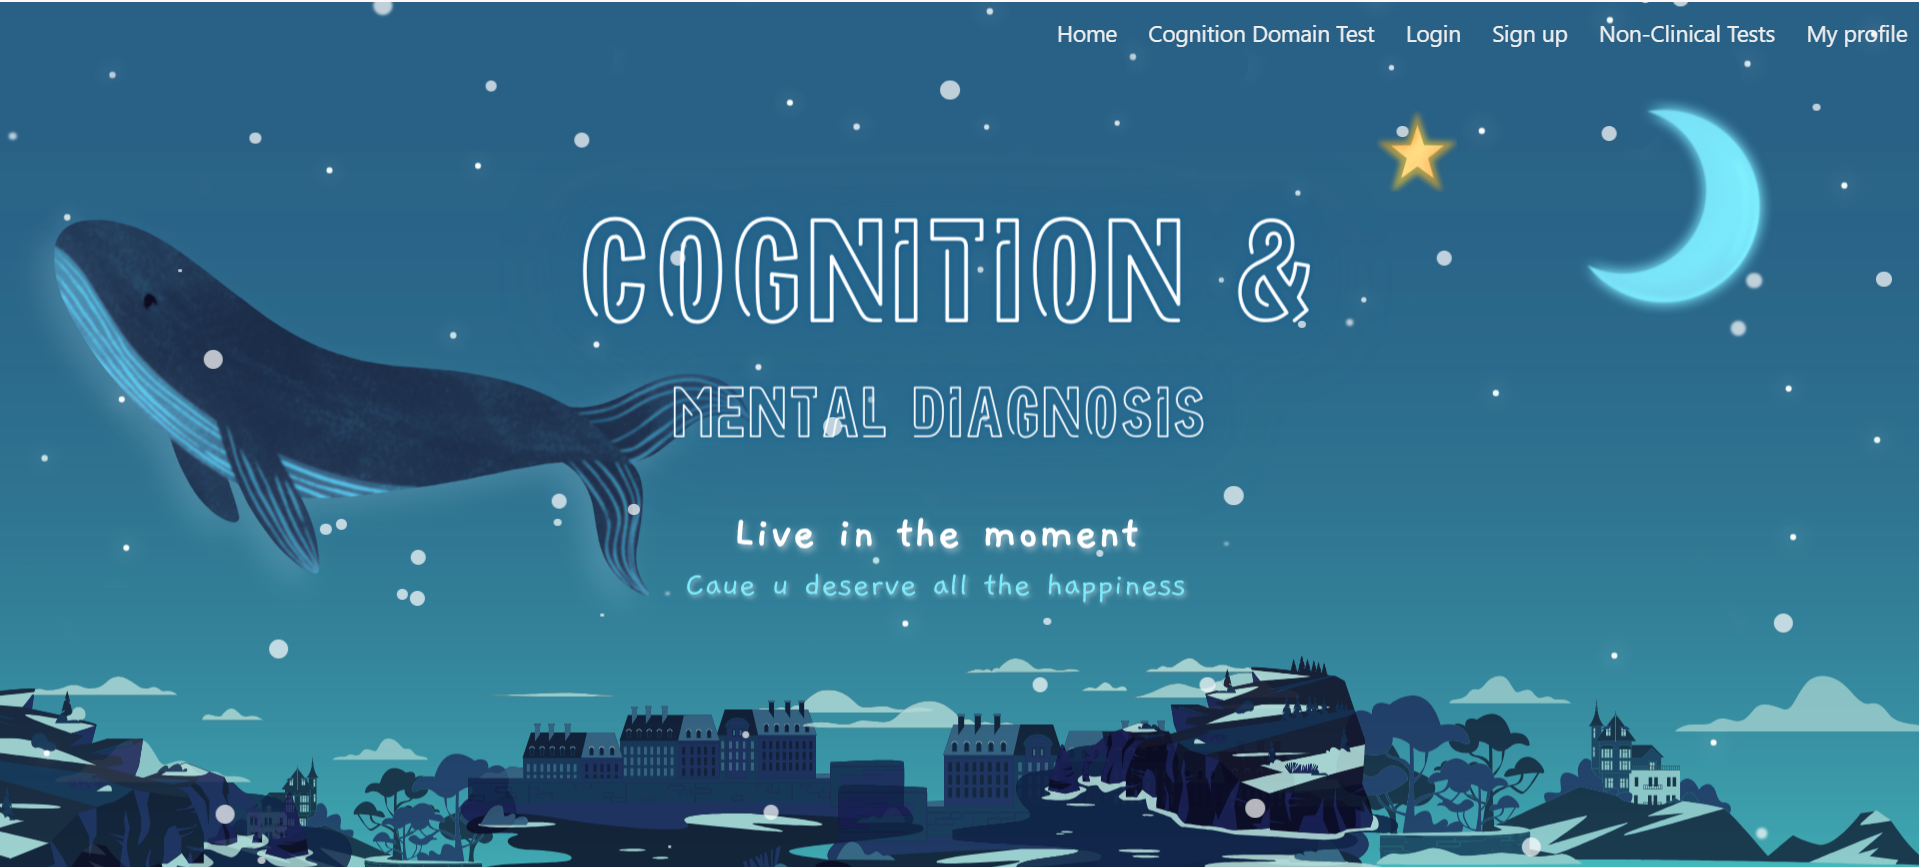 Home Cognition Domain Test Login Sign up Non-Clinical Tests My profile
COGNITION &
MENTAL DIAGNOSIS
Live in the moment
Caue u deserve all the happiness